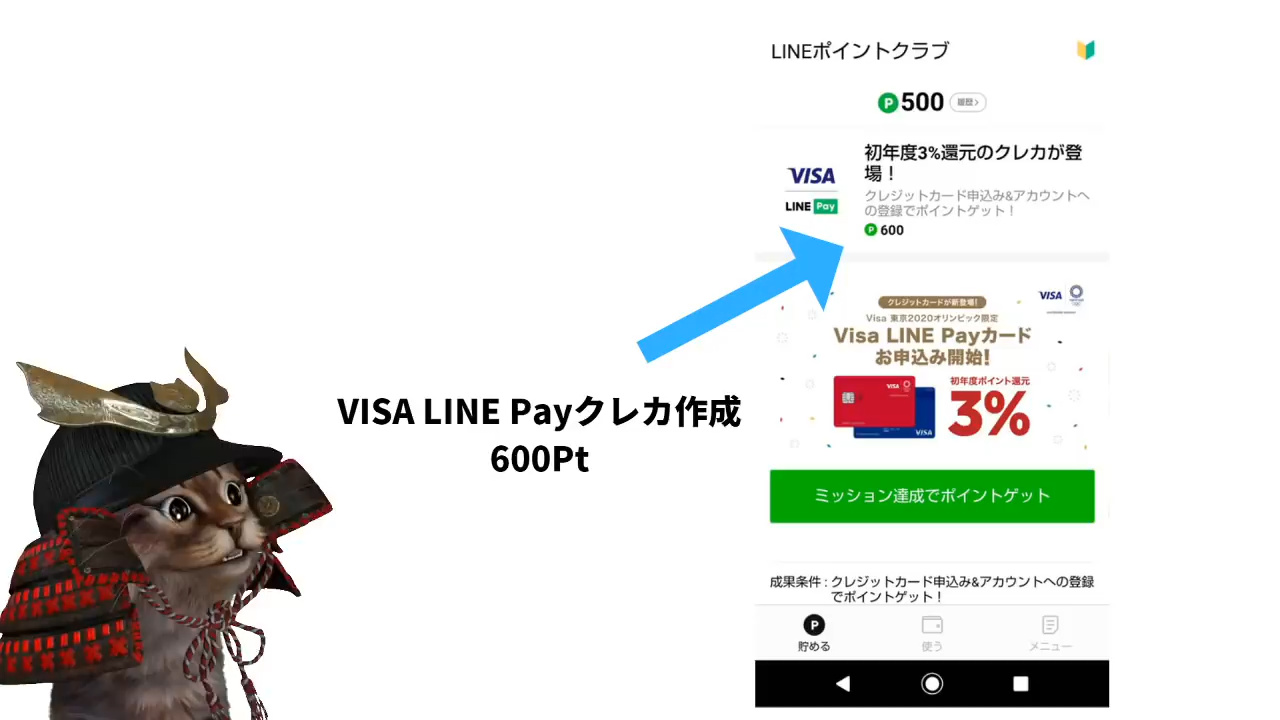 LINEポイントクラブ
P 500 履歴 >
VISA
LINE Pay
初年度3%還元のクレカが登
場！
クレジットカード申込み&アカウントへ
の登録でポイントゲット！
P 600
VISA LINE Payクレカ作成
600Pt
クレジットカードが新登場!
VISA
Visa 東京2020オリンピック限定
Visa LINE Payカード
お申込み開始!
初年度ポイント還元
3%
VISA
VISA
ミッション達成でポイントゲット
成果条件 : クレジットカード申込み&アカウントへの登録
でポイントゲット！
P
貯める
使う
メニュー